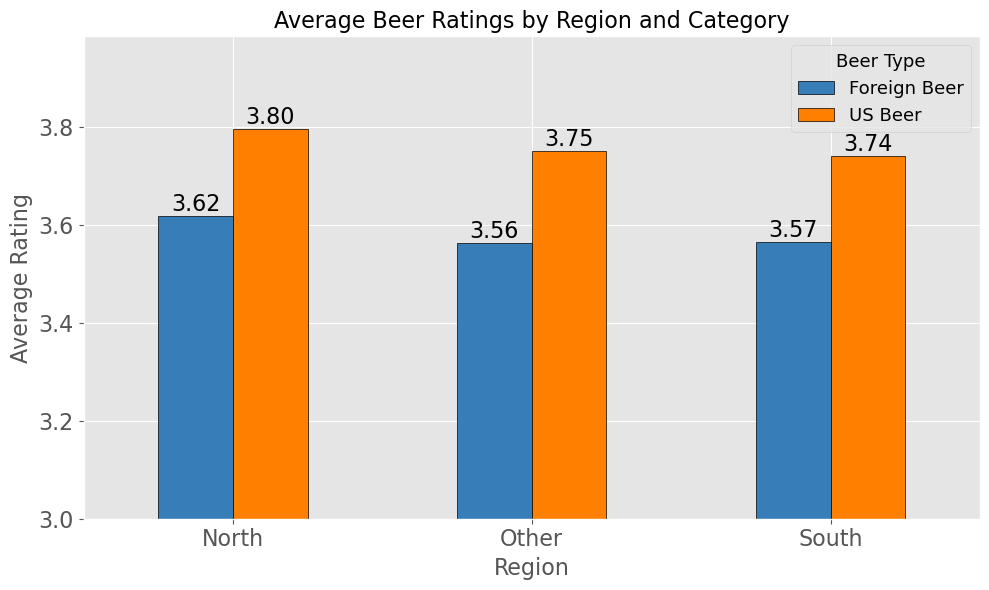 Average Beer Ratings by Region and Category
Beer Type
Foreign Beer
US Beer
3.80
3.75
3.74
3.62
3.56
3.57
3.8
3.6
3.4
3.2
3.0
Average Rating
North
Other
South
Region